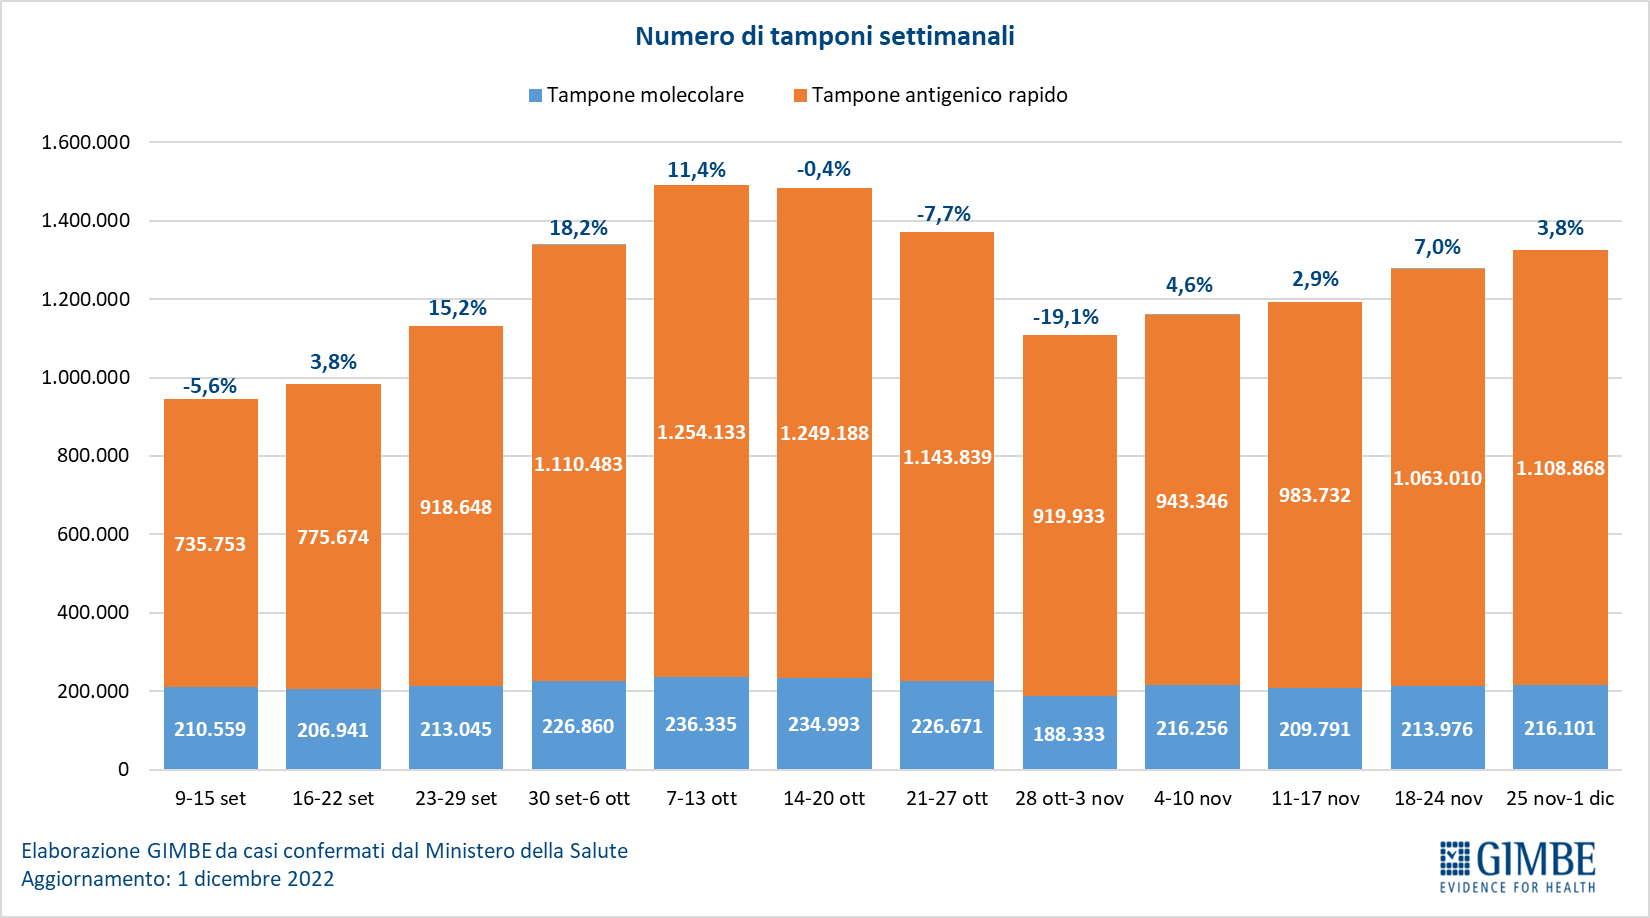 Numero di tamponi settimanali
Tampone molecolare Tampone antigenico rapido
1.600.000
1.400.000
1.200.000
1.000.000
800.000
600.000
400.000
200.000
0
-5,6% 3,8% 15,2% 18,2% 11,4% -0,4% -7,7% -19,1% 4,6% 2,9% 7,0% 3,8%
735.753 775.674 918.648 1.110.483 1.254.133 1.249.188 1.143.839 919.933 943.346 983.732 1.063.010 1.108.868
210.559 206.941 213.045 226.860 236.335 234.993 226.671 188.333 216.256 209.791 213.976 216.101
9-15 set 16-22 set 23-29 set 30 set-6 ott 7-13 ott 14-20 ott 21-27 ott 28 ott-3 nov 4-10 nov 11-17 nov 18-24 nov 25 nov-1 dic
Elaborazione GIMBE da casi confermati dal Ministero della Salute
Aggiornamento: 1 dicembre 2022
GIMBE
EVIDENCE FOR HEALTH